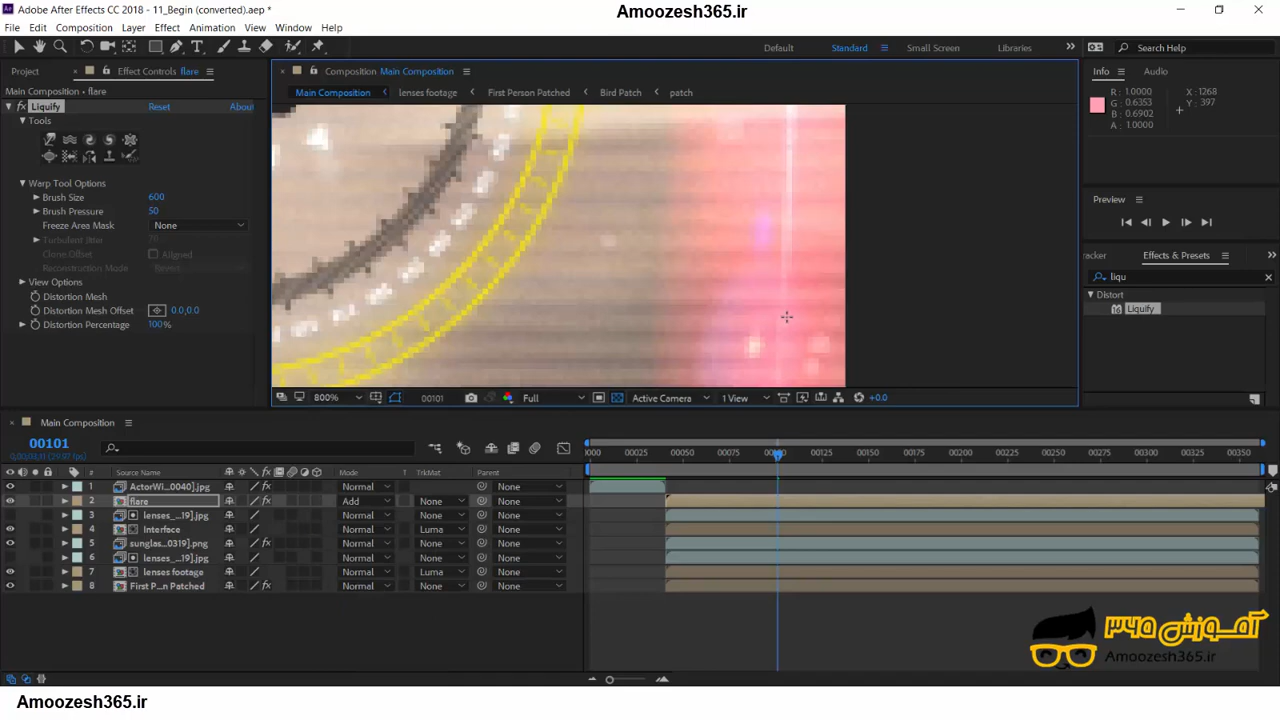 Adobe After Effects CC 2018 - 11_Begin (converted).aep *
Amoozesh365.ir
File Edit Composition Layer Effect Animation View Window Help
Default Standard Small Screen Libraries Search Help
Project Effect Controls flare
Main Composition • flare
Liquify Reset About
Tools
Warp Tool Options
Brush Size 600
Brush Pressure 50
Freeze Area Mask None
Turbulent Jitter 70
Clone Offset Aligned
Reconstruction Mode Revert
View Options
Distortion Mesh
Distortion Mesh Offset 0.0,0.0
Distortion Percentage 100%
Composition Main Composition
Main Composition lenses footage First Person Patched Bird Patch patch
800% 00101 Full Active Camera 1 View +0.0
Info Audio
R: 1.0000
G: 0.6353
B: 0.6902
A: 1.0000
X: 1268
Y: 397
Preview
racker Effects & Presets
liqu
Distort
Liquify
Main Composition
00101
0:00:03:11 (29.97 fps)
0000 00025 00050 00100 00150 00200 00250 00300 00350
# Source Name Mode T TrkMat Parent
1 ActorWi...0040].jpg Normal None
2 flare Add None None
3 lenses_...19].jpg Normal None None
4 Interface Normal Luma None
5 sunglas...0319].png Normal None None
6 lenses_...19].jpg Normal None None
7 lenses footage Normal Luma None
8 First P...n Patched Normal None None
آموزش ۳۶۵
Amoozesh365.ir
Amoozesh365.ir